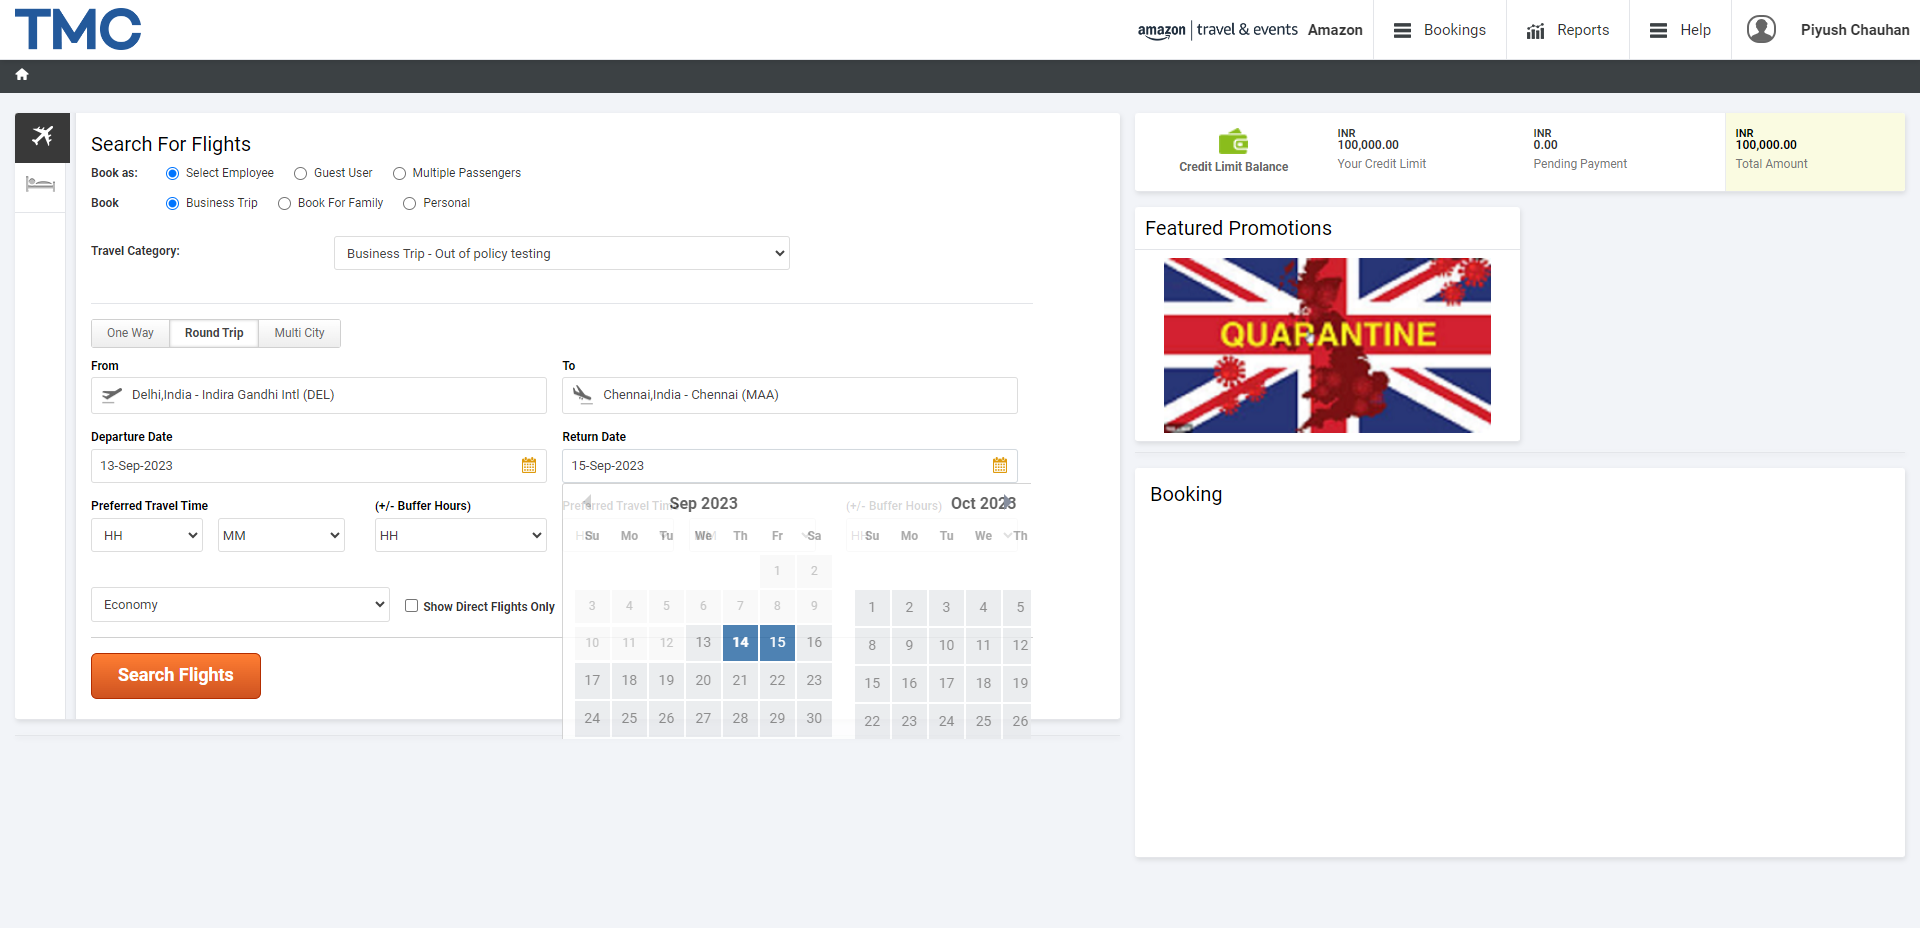 TMC
amazon | travel & events Amazon
Bookings
Reports
Help
Piyush Chauhan
Search For Flights
Book as: Select Employee Guest User Multiple Passengers
Book Business Trip Book For Family Personal
Travel Category: Business Trip - Out of policy testing
One Way Round Trip Multi City
From To
Delhi,India - Indira Gandhi Intl (DEL) Chennai,India - Chennai (MAA)
Departure Date Return Date
13-Sep-2023 15-Sep-2023
Preferred Travel Time (+/- Buffer Hours)
HH MM HH
Economy Show Direct Flights Only
Search Flights
Preferred Travel Time (+/- Buffer Hours)
Sep 2023 Oct 2023
Su Mo Tu We Th Fr Sa Su Mo Tu We Th
1 2
3 4 5 6 7 8 9 1 2 3 4 5
10 11 12 13 14 15 16 8 9 10 11 12
17 18 19 20 21 22 23 15 16 17 18 19
24 25 26 27 28 29 30 22 23 24 25 26
Credit Limit Balance
INR
100,000.00
Your Credit Limit
INR
0.00
Pending Payment
INR
100,000.00
Total Amount
Featured Promotions
QUARANTINE
Booking